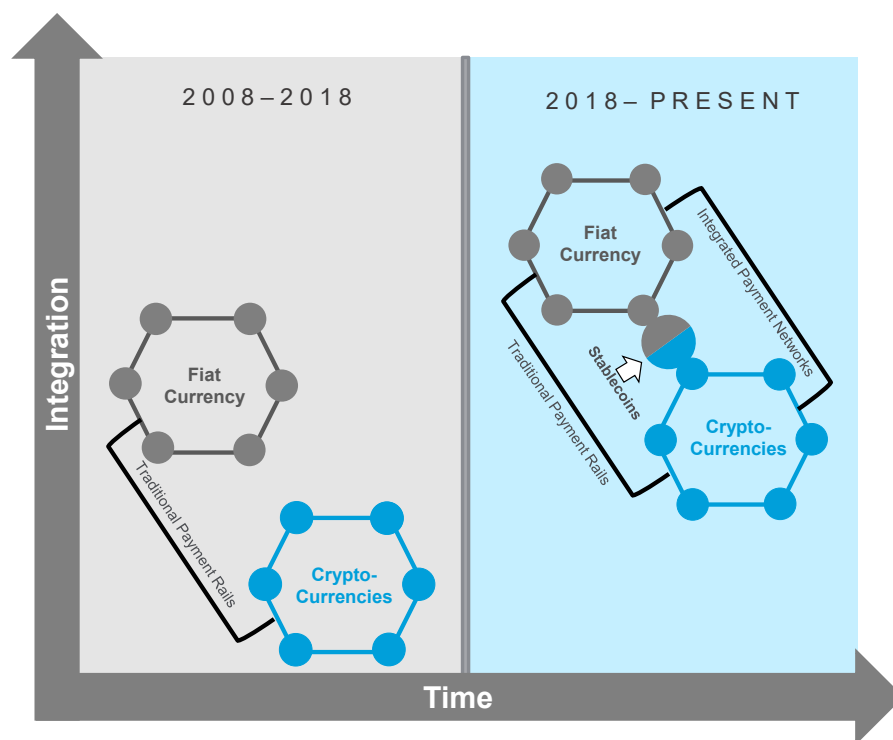 2008–2018
2018– PRESENT
Integration
Fiat
Currency
Traditional Payment Rails
Crypto-
Currencies
Fiat
Currency
Integrated Payment Networks
Traditional Payment Rails
Stablecoins
Crypto-
Currencies
Time